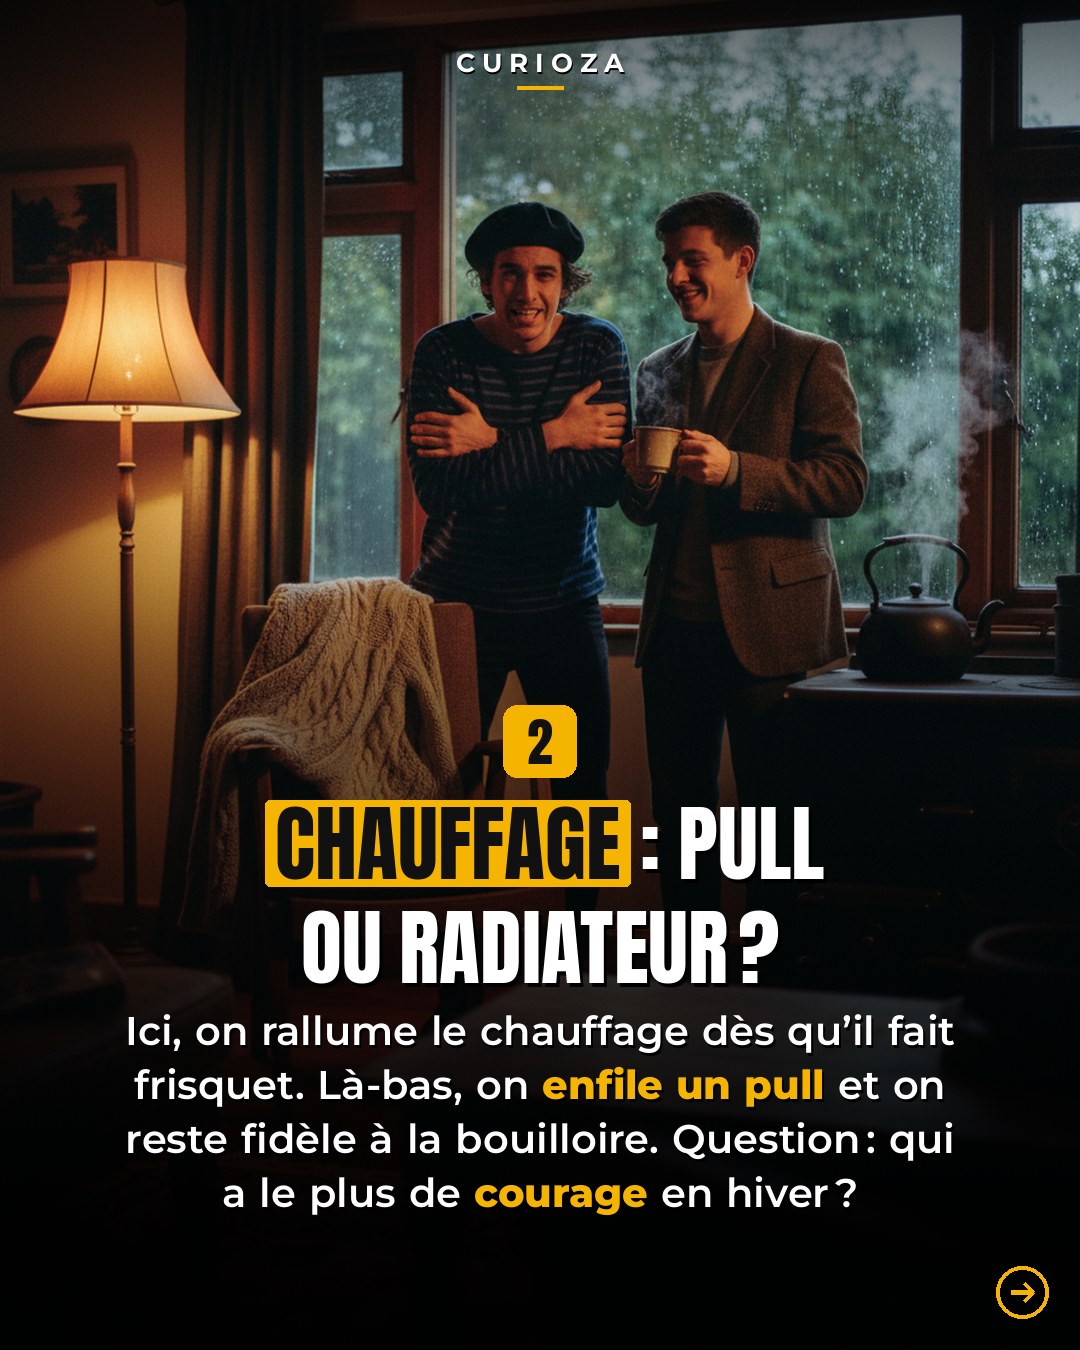 CURIOZA
2
CHAUFFAGE : PULL
OU RADIATEUR ?
Ici, on rallume le chauffage dès qu’il fait
frisquet. Là-bas, on enfile un pull et on
reste fidèle à la bouilloire. Question : qui
a le plus de courage en hiver ?